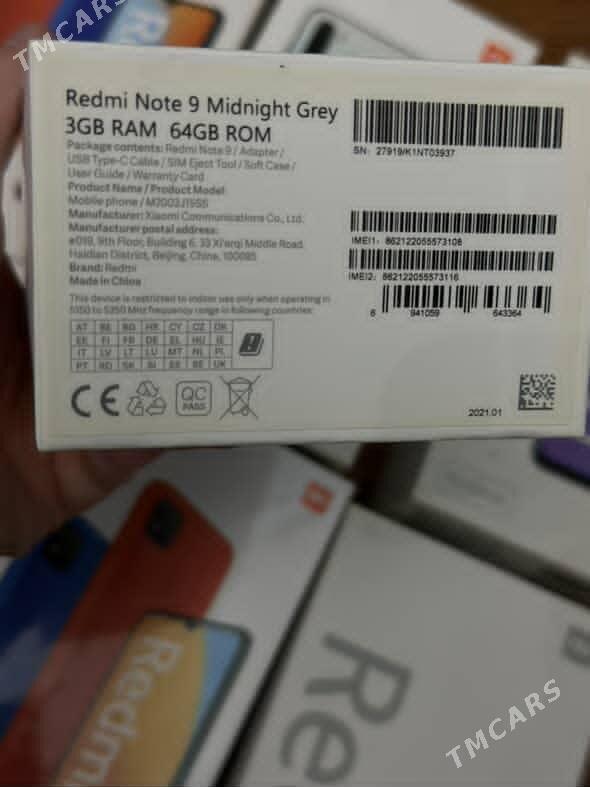 TMCARS
Redmi Note 9 Midnight Grey
3GB RAM 64GB ROM
Package contents: Redmi Note 9 / Adapter /
USB Type-C Cable / SIM Eject Tool / Soft Case /
User Guide / Warranty Card
Product Name / Product Model
Mobile phone / M2003J15SS
Manufacturer: Xiaomi Communications Co., Ltd.
Manufacturer postal address:
#019, 9th Floor, Building 6, 33 Xi'erqi Middle Road,
Haidian District, Beijing, China, 100085
Brand: Redmi
Made in China
This device is restricted to indoor use only when operating in
5150 to 5350 MHz frequency range in following countries:
AT BE BG HR CY CZ DK
EE FI FR DE EL HU IE
IT LV LT LU MT NL PL
PT RO SK SI ES SE UK
CE
QC
PASS
SN: 27919/K1NT03937
IMEI1: 862122055573108
IMEI2: 862122055573116
6 941059 643364
2021.01
Redmi
Re
TMCARS